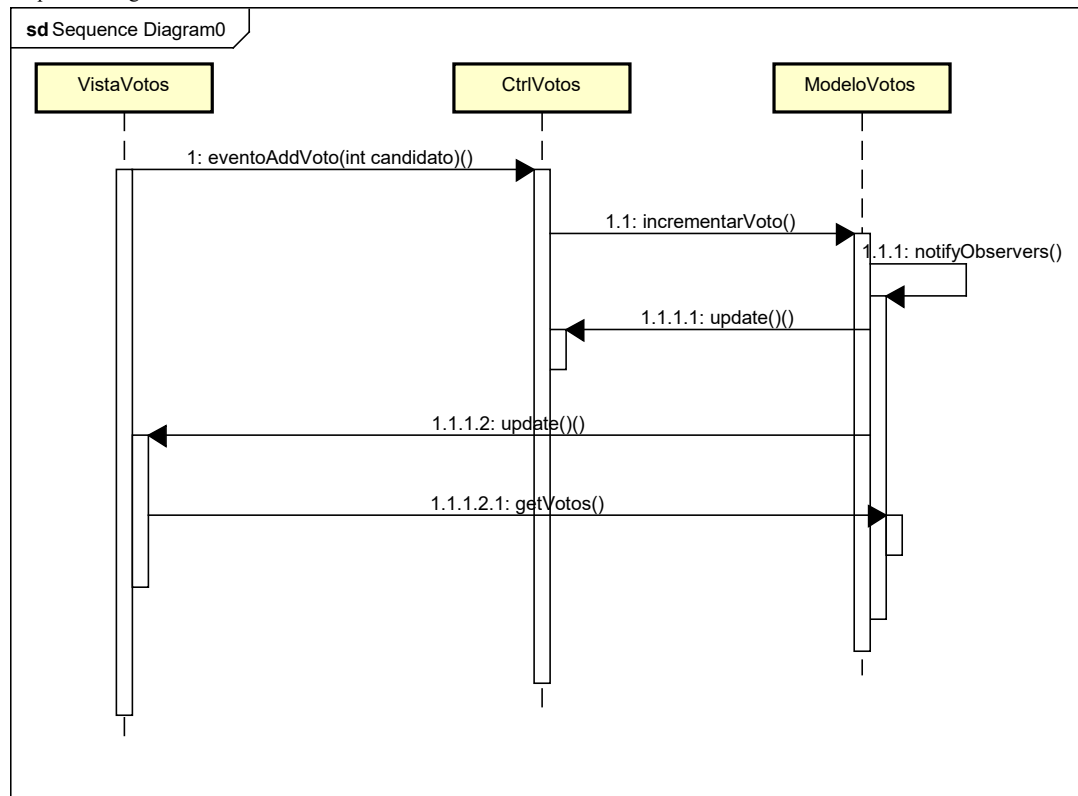 sd Sequence Diagram0
VistaVotos
CtrlVotos
ModeloVotos
1: eventoAddVoto(int candidato)()
1.1: incrementarVoto()
1.1.1: notifyObservers()
1.1.1.1: update()()
1.1.1.2: update()()
1.1.1.2.1: getVotos()